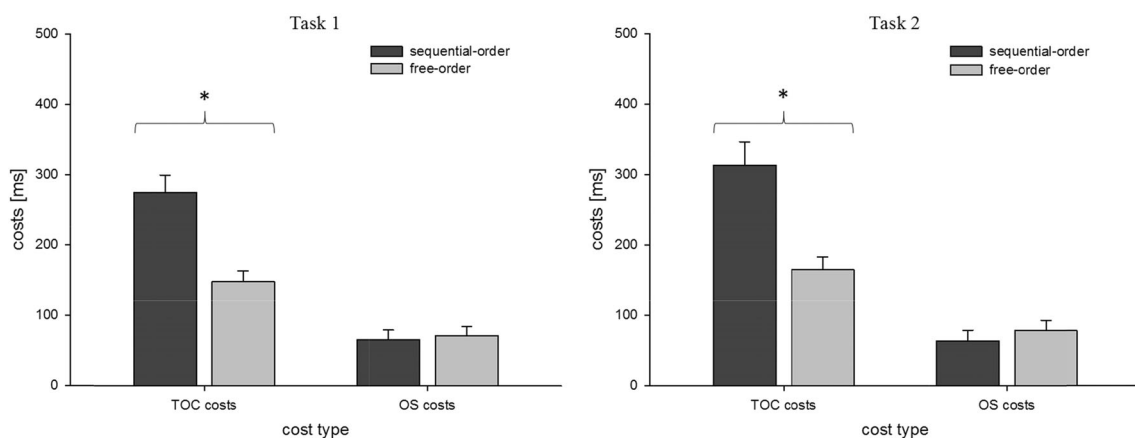 Task 1
500
400
300
200
100
0
costs [ms]
sequential-order
free-order
*
TOC costs
OS costs
cost type
Task 2
500
400
300
200
100
0
costs [ms]
sequential-order
free-order
*
TOC costs
OS costs
cost type